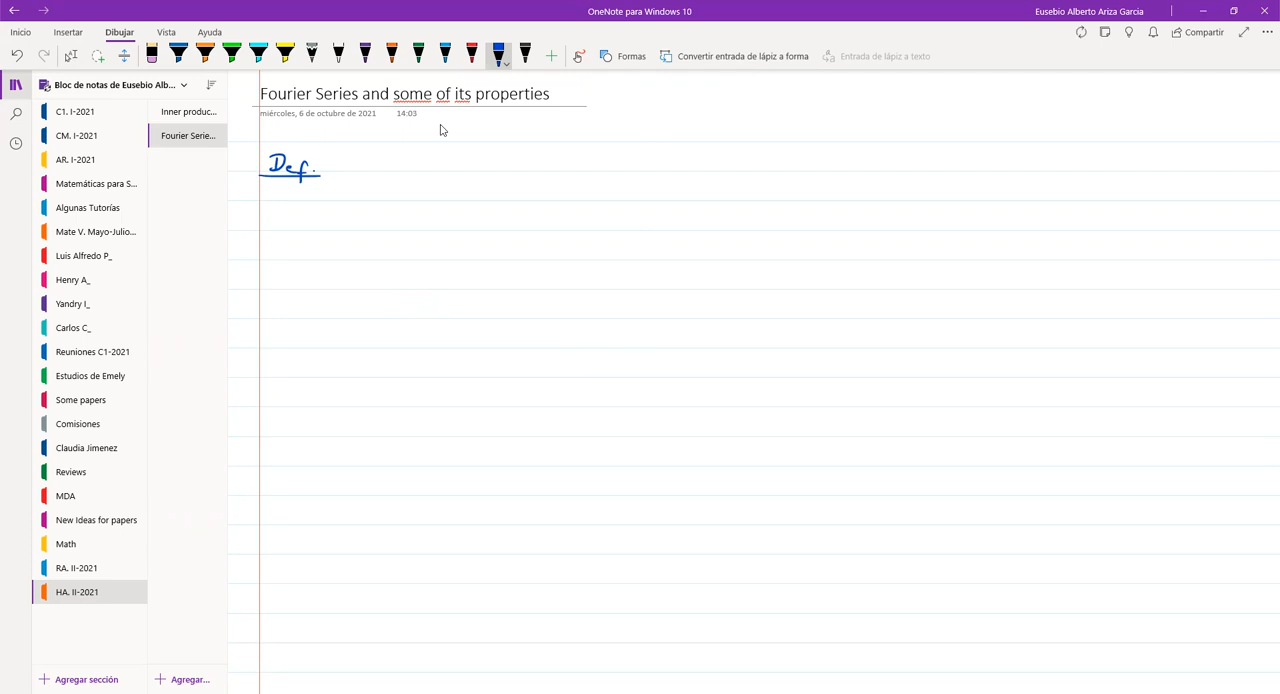 OneNote para Windows 10
Eusebio Alberto Ariza Garcia
Inicio Insertar Dibujar Vista Ayuda
Compartir
Formas Convertir entrada de lápiz a forma Entrada de lápiz a texto
Bloc de notas de Eusebio Alb...
C1. I-2021
CM. I-2021
AR. I-2021
Matemáticas para S...
Algunas Tutorías
Mate V. Mayo-Julio...
Luis Alfredo P_
Henry A_
Yandry I_
Carlos C_
Reuniones C1-2021
Estudios de Emely
Some papers
Comisiones
Claudia Jimenez
Reviews
MDA
New Ideas for papers
Math
RA. II-2021
HA. II-2021
Agregar sección
Inner produc...
Fourier Serie...
Agregar...
Fourier Series and some of its properties
miércoles, 6 de octubre de 2021 14:03
Def.